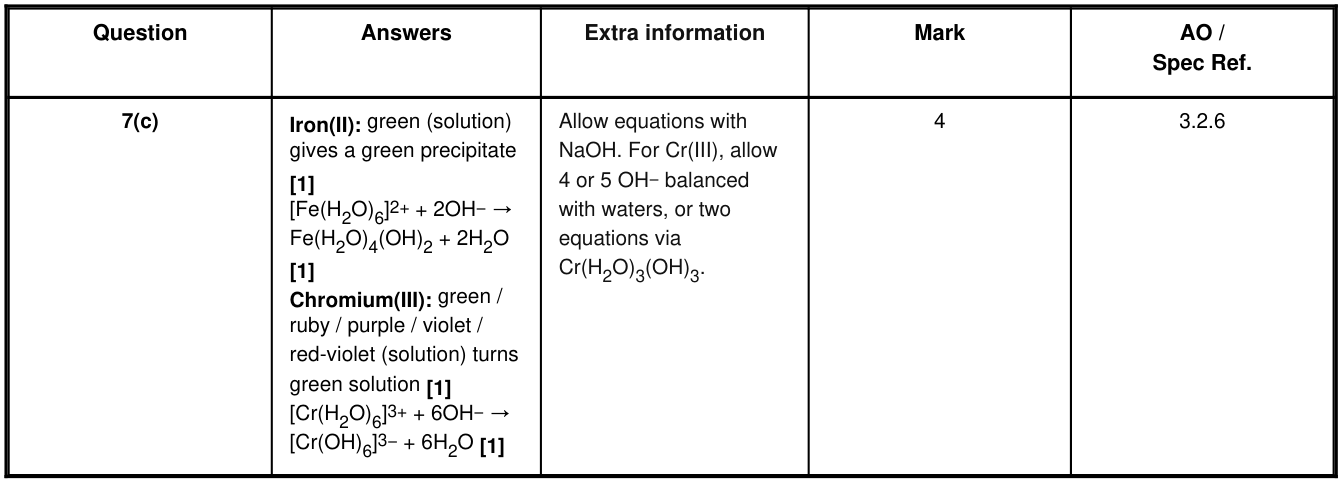 Question Answers Extra information Mark AO /
Spec Ref.
7(c)
Iron(II): green (solution)
gives a green precipitate
[1]
[Fe(H₂O)₆]²⁺ + 2OH⁻ →
Fe(H₂O)₄(OH)₂ + 2H₂O
[1]
Chromium(III): green /
ruby / purple / violet /
red-violet (solution) turns
green solution [1]
[Cr(H₂O)₆]³⁺ + 6OH⁻ →
[Cr(OH)₆]³⁻ + 6H₂O [1]
Allow equations with
NaOH. For Cr(III), allow
4 or 5 OH⁻ balanced
with waters, or two
equations via
Cr(H₂O)₃(OH)₃.
4
3.2.6